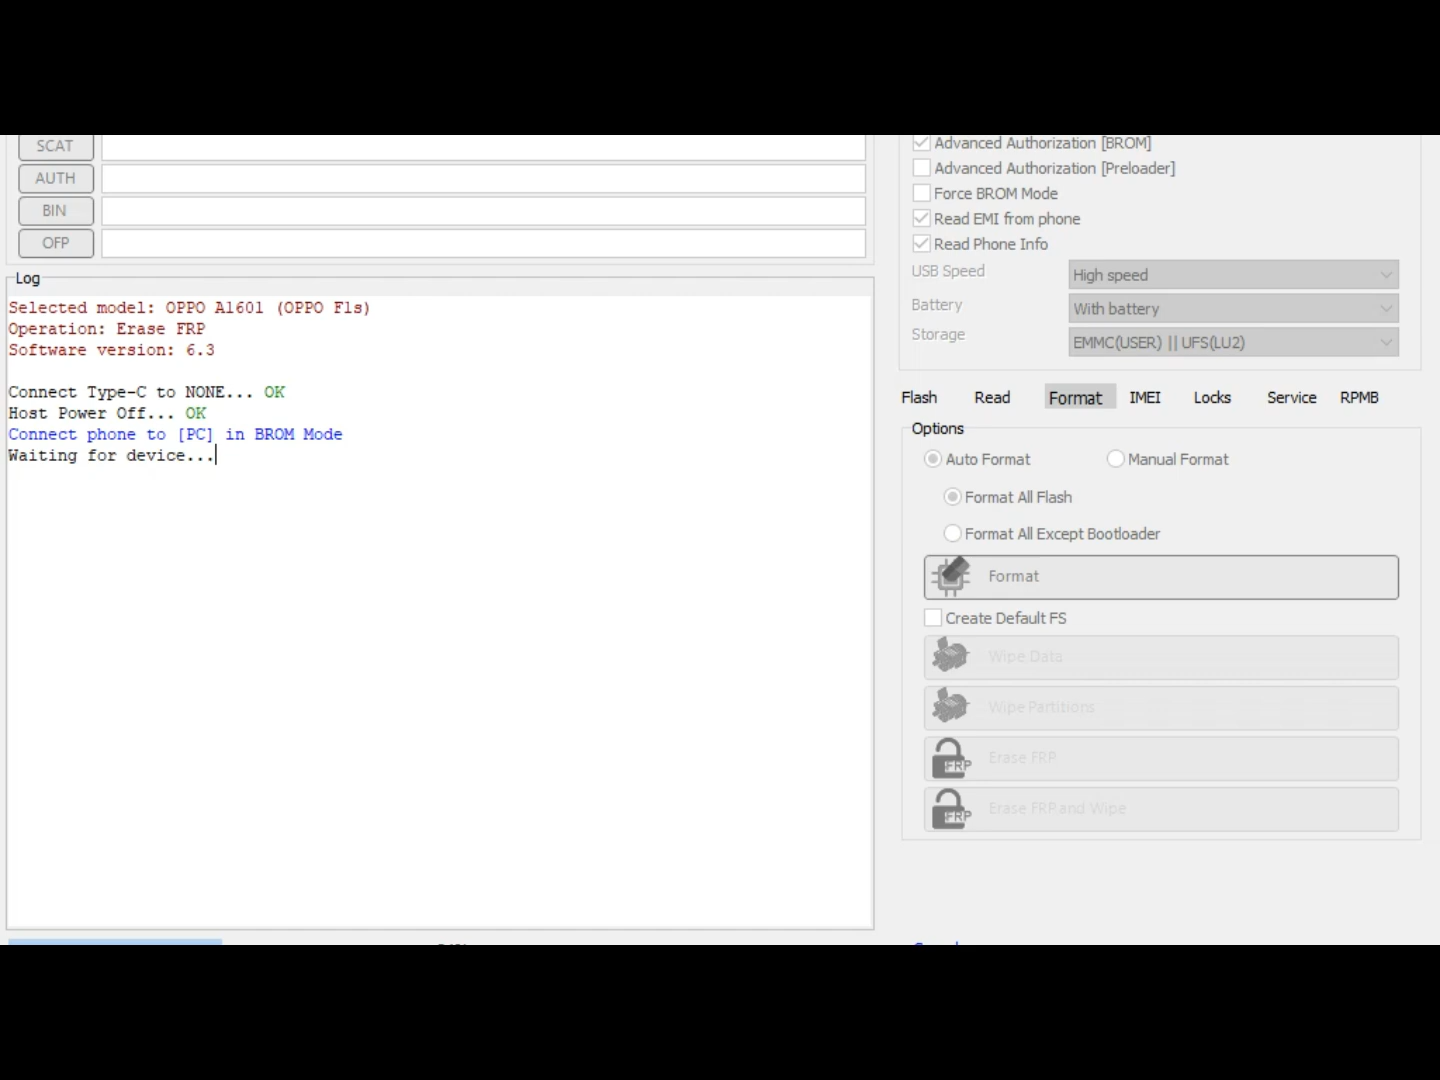 SCAT
AUTH
BIN
OFP
Log
Selected model: OPPO A1601 (OPPO F1s)
Operation: Erase FRP
Software version: 6.3
Connect Type-C to NONE... OK
Host Power Off... OK
Connect phone to [PC] in BROM Mode
Waiting for device...
Advanced Authorization [BROM]
Advanced Authorization [Preloader]
Force BROM Mode
Read EMI from phone
Read Phone Info
USB Speed High speed
Battery With battery
Storage EMMC(USER) || UFS(LU2)
Flash Read Format IMEI Locks Service RPMB
Options
Auto Format Manual Format
Format All Flash
Format All Except Bootloader
Format
Create Default FS
Wipe Data
Wipe Partitions
FRP Erase FRP
FRP Erase FRP and Wipe